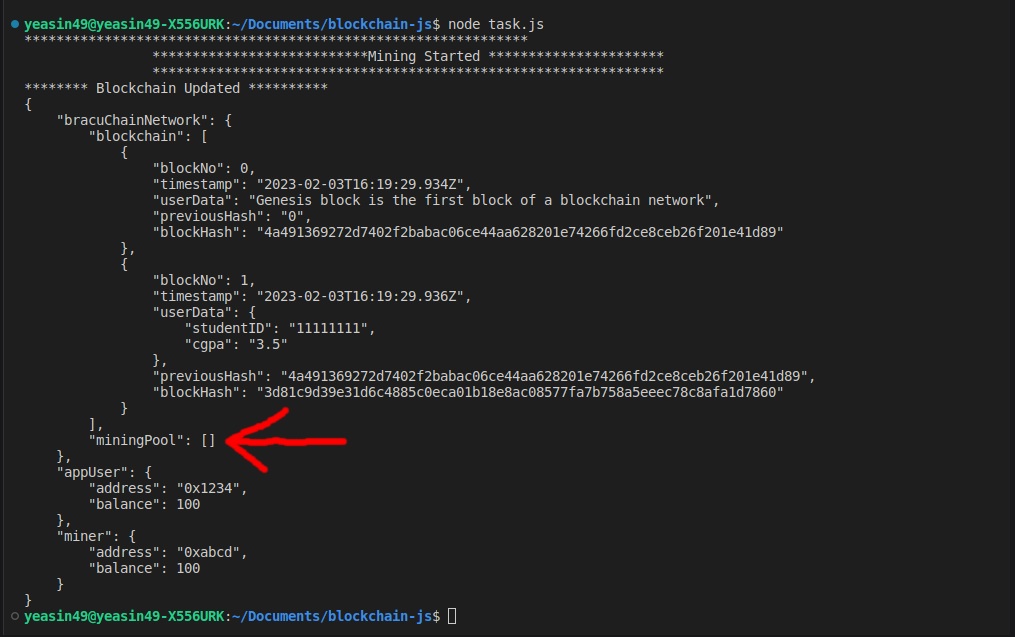 yeasin49@yeasin49-X556URK:~/Documents/blockchain-js$ node task.js
***************************************************************
***************************Mining Started **********************
****************************************************************
******** Blockchain Updated **********
{
"bracuChainNetwork": {
"blockchain": [
{
"blockNo": 0,
"timestamp": "2023-02-03T16:19:29.934Z",
"userData": "Genesis block is the first block of a blockchain network",
"previousHash": "0",
"blockHash": "4a491369272d7402f2babac06ce44aa628201e74266fd2ce8ceb26f201e41d89"
},
{
"blockNo": 1,
"timestamp": "2023-02-03T16:19:29.936Z",
"userData": {
"studentID": "11111111",
"cgpa": "3.5"
},
"previousHash": "4a491369272d7402f2babac06ce44aa628201e74266fd2ce8ceb26f201e41d89",
"blockHash": "3d81c9d39e31d6c4885c0eca01b18e8ac08577fa7b758a5eeec78c8afa1d7860"
}
],
"miningPool": []
},
"appUser": {
"address": "0x1234",
"balance": 100
},
"miner": {
"address": "0xabcd",
"balance": 100
}
}
yeasin49@yeasin49-X556URK:~/Documents/blockchain-js$